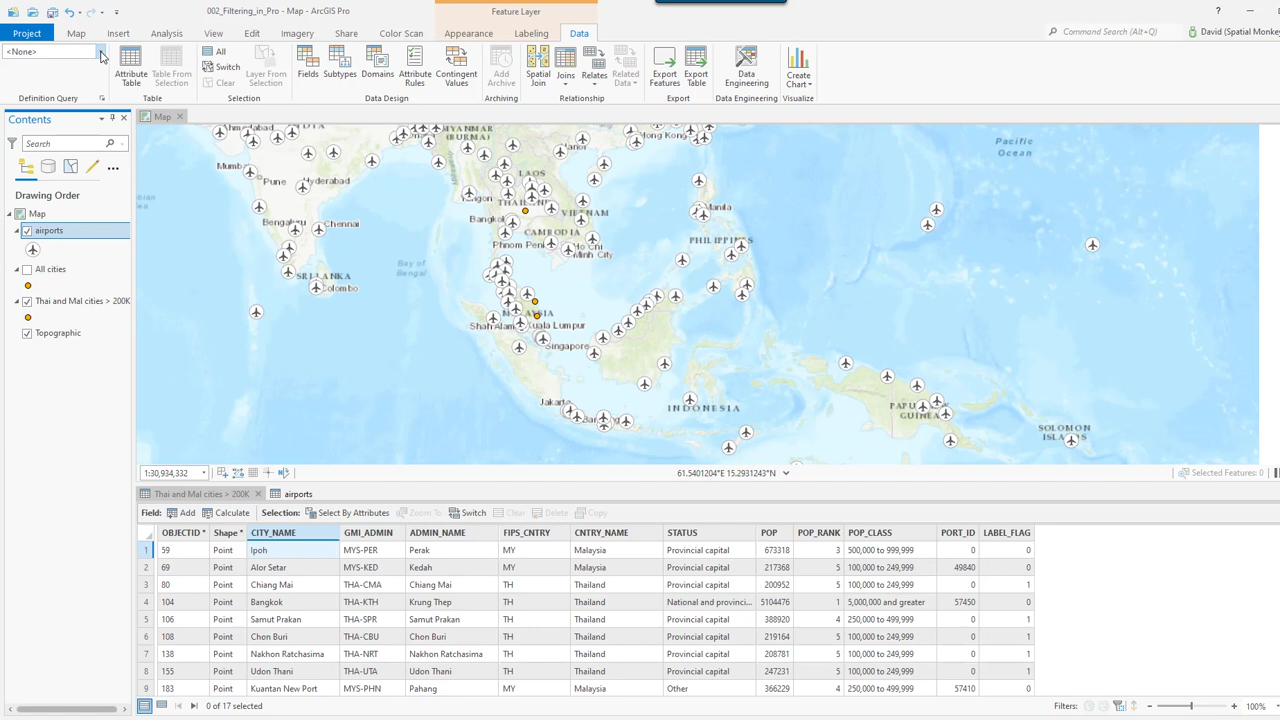 002_Filtering_in_Pro - Map - ArcGIS Pro
Feature Layer
?
Project Map Insert Analysis View Edit Imagery Share Color Scan Appearance Labeling Data
Command Search (Alt+Q)
David (Spatial Monkey
<None>
Attribute Table
Table From Selection
All
Switch
Clear
Layer From Selection
Fields
Subtypes
Domains
Attribute Rules
Contingent Values
Add Archive
Spatial Join
Joins
Relates
Related Data
Export Features
Export Table
Data Engineering
Create Chart
Definition Query Table Selection Data Design Archiving Relationship Export Data Engineering Visualize
Contents
Search
Drawing Order
Map
airports
All cities
Thai and Mal cities > 200K
Topographic
Map
MYANMAR
(BURMA)
Hong Kong
Hanoi
Mumbai
Pune
Hyderabad
LAOS
Yangon
THAILAND
Bangkok
VIETNAM
Manila
Bengaluru
Chennai
CAMBODIA
Phnom Penh
Ho Chi
Minh City
PHILIPPINES
SRI LANKA
Colombo
Bay of
Bengal
Pacific
Ocean
MALAYSIA
Shah Alam
Kuala Lumpur
Singapore
Jakarta
INDONESIA
PAPUA
GUINEA
SOLOMON
ISLANDS
1:30,934,332
61.5401204°E 15.2931243°N
Selected Features: 0
Thai and Mal cities > 200K airports
Field: Add Calculate Selection: Select By Attributes Zoom To Switch Clear Delete Copy
OBJECTID * Shape * CITY_NAME GMI_ADMIN ADMIN_NAME FIPS_CNTRY CNTRY_NAME STATUS POP POP_RANK POP_CLASS PORT_ID LABEL_FLAG
1 59 Point Ipoh MYS-PER Perak MY Malaysia Provincial capital 673318 3 500,000 to 999,999 0 0
2 69 Point Alor Setar MYS-KED Kedah MY Malaysia Provincial capital 217368 5 100,000 to 249,999 49840 0
3 80 Point Chiang Mai THA-CMA Chiang Mai TH Thailand Provincial capital 200952 5 100,000 to 249,999 0 1
4 104 Point Bangkok THA-KTH Krung Thep TH Thailand National and provinci... 5104476 1 5,000,000 and greater 57450 0
5 106 Point Samut Prakan THA-SPR Samut Prakan TH Thailand Provincial capital 388920 4 250,000 to 499,999 0 1
6 108 Point Chon Buri THA-CBU Chon Buri TH Thailand Provincial capital 219164 5 100,000 to 249,999 0 1
7 138 Point Nakhon Ratchasima THA-NRT Nakhon Ratchasima TH Thailand Provincial capital 208781 5 100,000 to 249,999 0 1
8 155 Point Udon Thani THA-UTA Udon Thani TH Thailand Provincial capital 247231 5 100,000 to 249,999 0 1
9 183 Point Kuantan New Port MYS-PHN Pahang MY Malaysia Other 366229 4 250,000 to 499,999 57410 0
0 of 17 selected
Filters:
100%